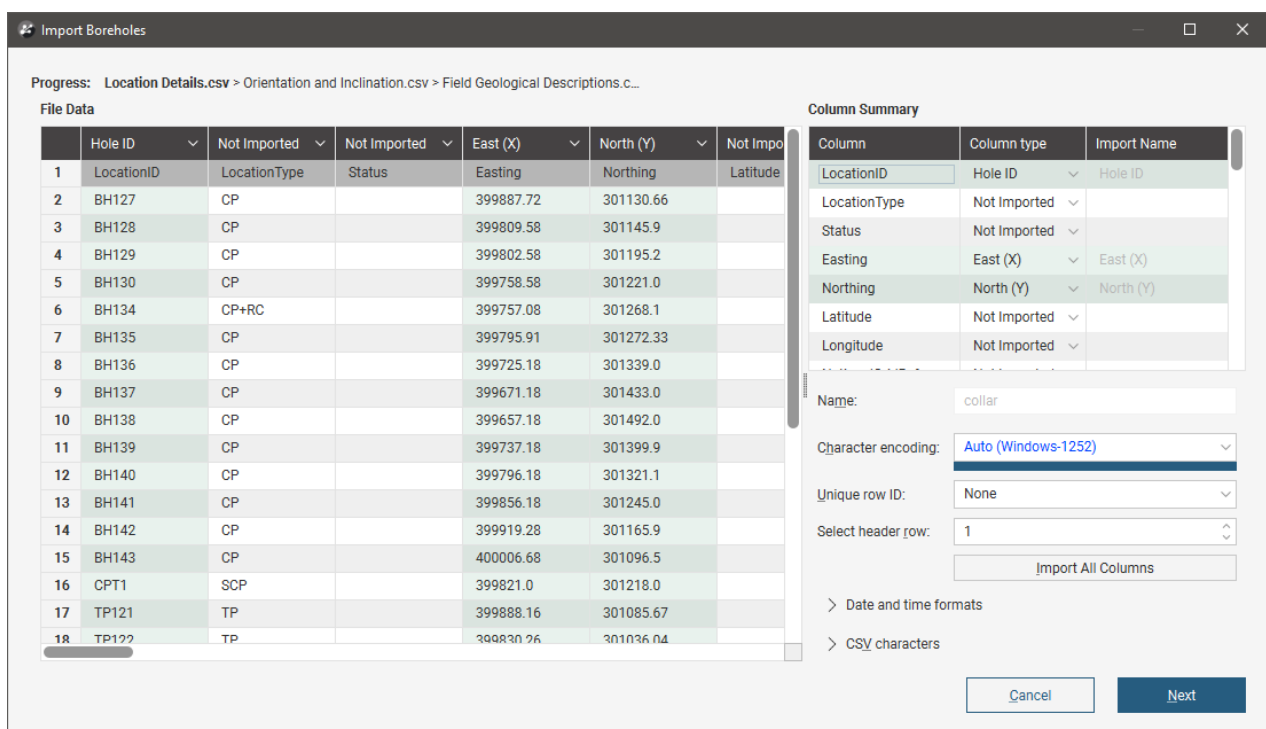 Import Boreholes
Progress: Location Details.csv > Orientation and Inclination.csv > Field Geological Descriptions.c...
File Data
Hole ID Not Imported Not Imported East (X) North (Y) Not Impo
1 LocationID LocationType Status Easting Northing Latitude
2 BH127 CP 399887.72 301130.66
3 BH128 CP 399809.58 301145.9
4 BH129 CP 399802.58 301195.2
5 BH130 CP 399758.58 301221.0
6 BH134 CP+RC 399757.08 301268.1
7 BH135 CP 399795.91 301272.33
8 BH136 CP 399725.18 301339.0
9 BH137 CP 399671.18 301433.0
10 BH138 CP 399657.18 301492.0
11 BH139 CP 399737.18 301399.9
12 BH140 CP 399796.18 301321.1
13 BH141 CP 399856.18 301245.0
14 BH142 CP 399919.28 301165.9
15 BH143 CP 400006.68 301096.5
16 CPT1 SCP 399821.0 301218.0
17 TP121 TP 399888.16 301085.67
18 TP122 TP 399830.26 301036.04
Column Summary
Column Column type Import Name
LocationID Hole ID Hole ID
LocationType Not Imported
Status Not Imported
Easting East (X) East (X)
Northing North (Y) North (Y)
Latitude Not Imported
Longitude Not Imported
Name: collar
Character encoding: Auto (Windows-1252)
Unique row ID: None
Select header row: 1
Import All Columns
Date and time formats
CSV characters
Cancel Next